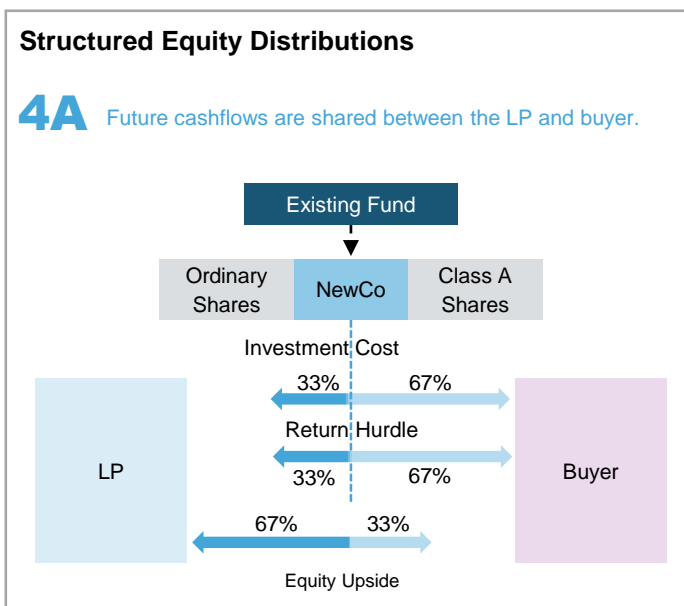 Structured Equity Distributions
4A Future cashflows are shared between the LP and buyer.
Existing Fund
Ordinary
Shares
NewCo
Class A
Shares
Investment Cost
33% 67%
Return Hurdle
33% 67%
LP
Buyer
67% 33%
Equity Upside